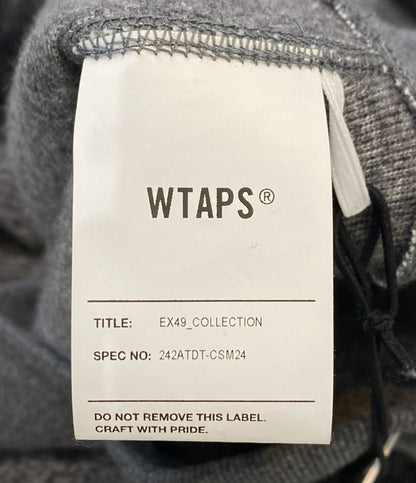 WTAPS®
TITLE: EX49_COLLECTION
SPEC NO: 242ATDT-CSM24
DO NOT REMOVE THIS LABEL.
CRAFT WITH PRIDE.